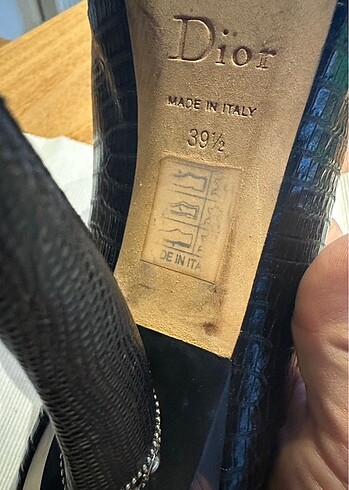 Dior
MADE IN ITALY
39½
DE IN ITA